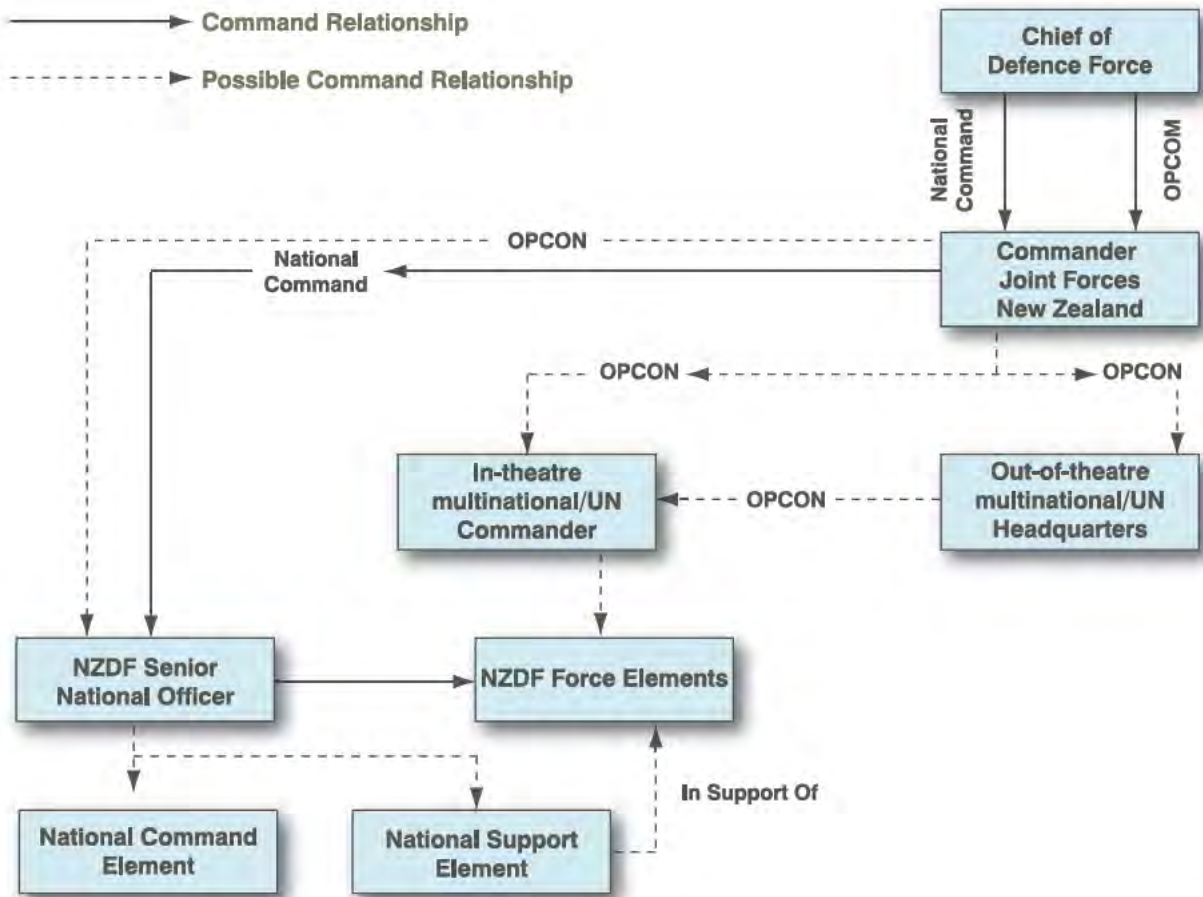 Command Relationship
Possible Command Relationship
Chief of
Defence Force
National
Command
OPCOM
OPCON
National
Command
Commander
Joint Forces
New Zealand
OPCON
OPCON
In-theatre
multinational/UN
Commander
OPCON
Out-of-theatre
multinational/UN
Headquarters
NZDF Senior
National Officer
NZDF Force Elements
In Support Of
National Command
Element
National Support
Element